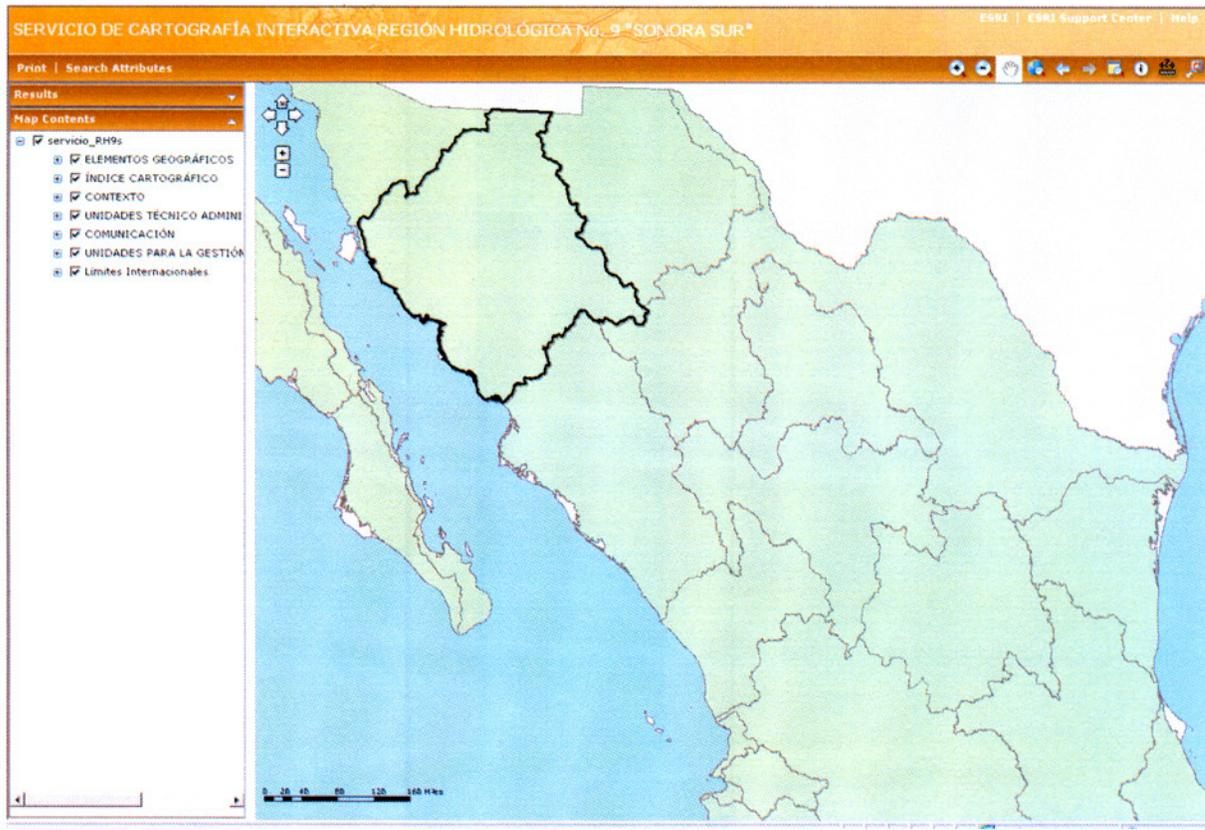 SERVICIO DE CARTOGRAFÍA INTERACTIVA REGIÓN HIDROLÓGICA No. 9 "SONORA SUR"
ESRI | ESRI Support Center | Help
Print | Search Attributes
Results
Map Contents
servicio_RH9s
ELEMENTOS GEOGRÁFICOS
ÍNDICE CARTOGRÁFICO
CONTEXTO
UNIDADES TÉCNICO ADMINI
COMUNICACIÓN
UNIDADES PARA LA GESTIÓN
Límites Internacionales
0 20 40 80 120 160